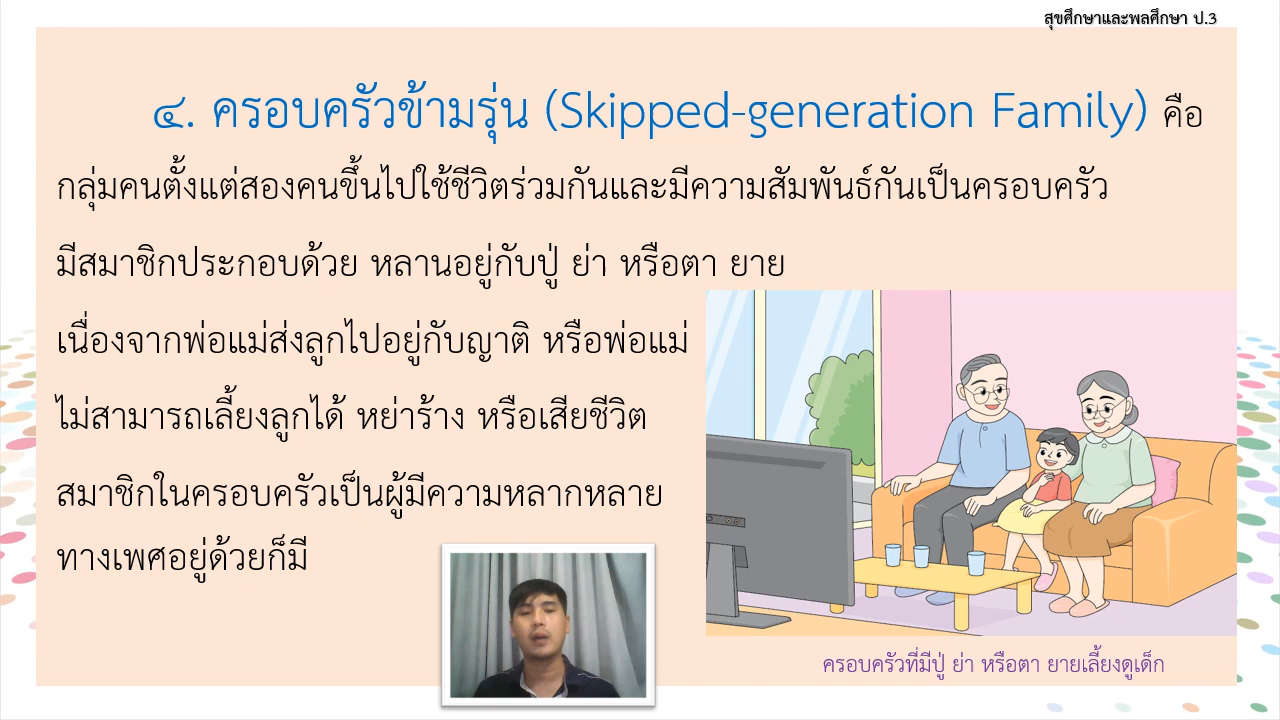 สุขศึกษาและพลศึกษา ป.3
๔. ครอบครัวข้ามรุ่น (Skipped-generation Family) คือ
กลุ่มคนตั้งแต่สองคนขึ้นไปใช้ชีวิตร่วมกันและมีความสัมพันธ์กันเป็นครอบครัว
มีสมาชิกประกอบด้วย หลานอยู่กับปู่ ย่า หรือตา ยาย
เนื่องจากพ่อแม่ส่งลูกไปอยู่กับญาติ หรือพ่อแม่
ไม่สามารถเลี้ยงลูกได้ หย่าร้าง หรือเสียชีวิต
สมาชิกในครอบครัวเป็นผู้มีความหลากหลาย
ทางเพศอยู่ด้วยก็มี
ครอบครัวที่มีปู่ ย่า หรือตา ยายเลี้ยงดูเด็ก